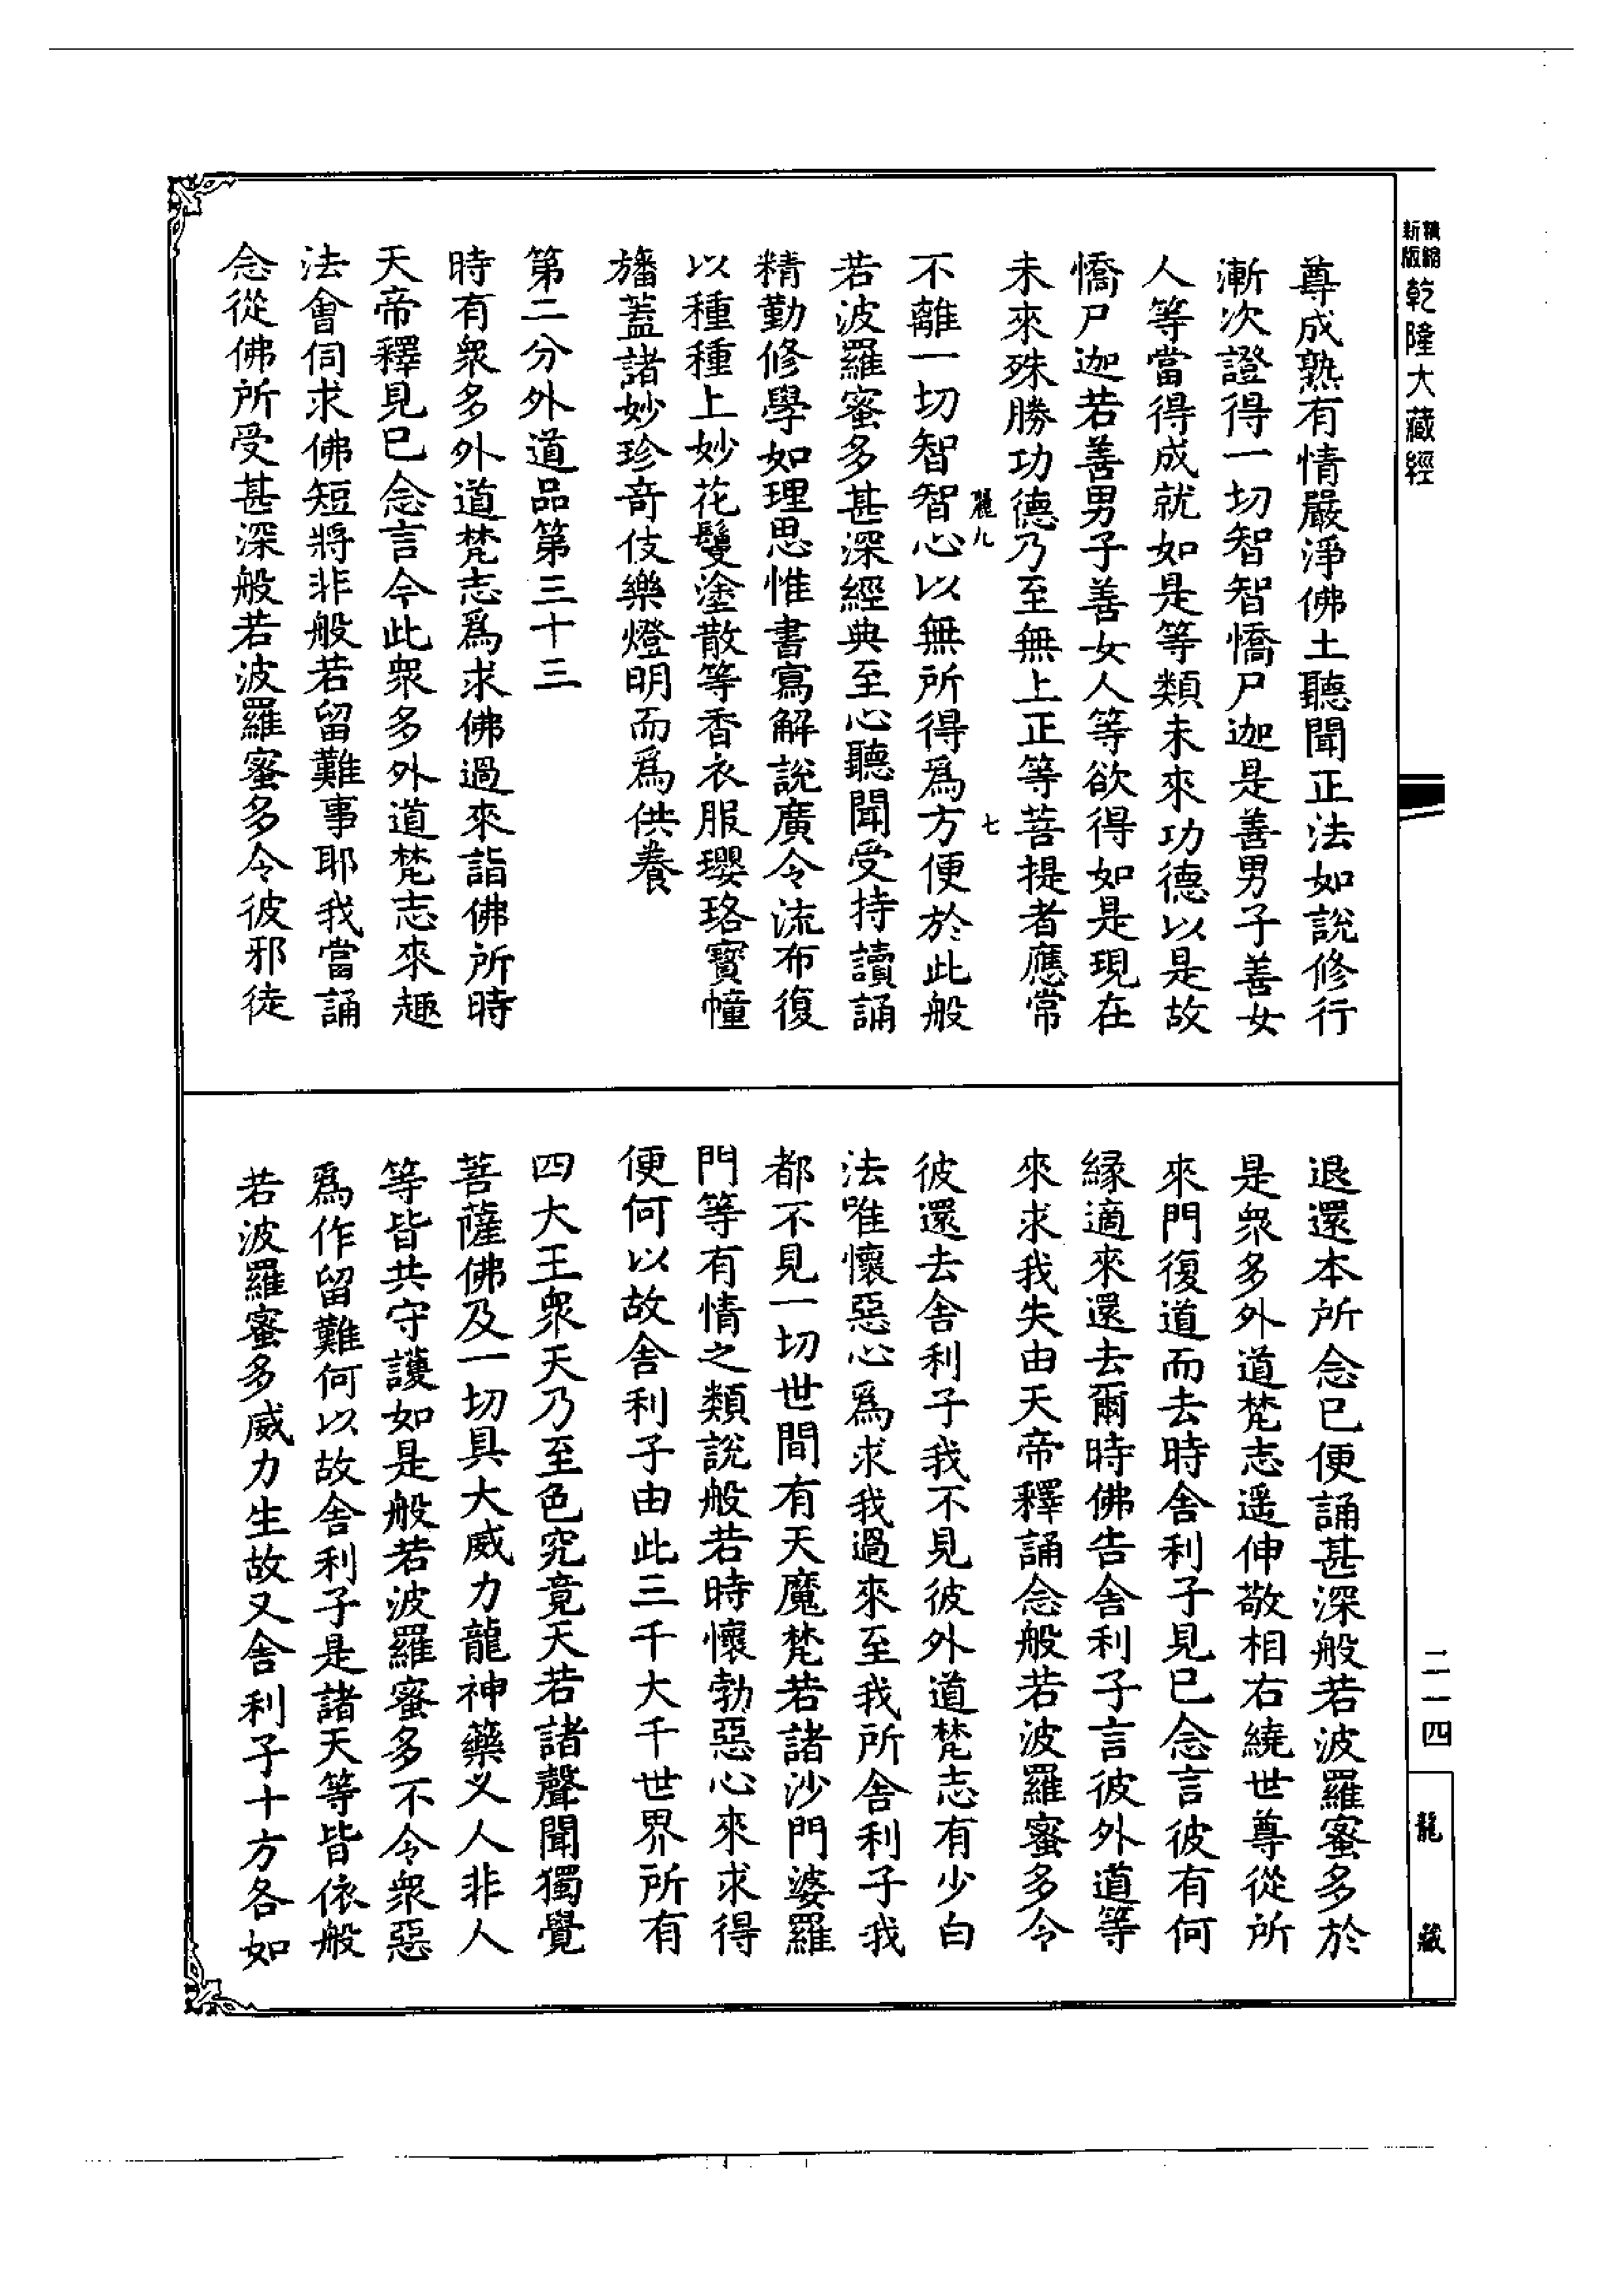 精縮
新版
乾隆大藏經
尊成熟有情嚴淨佛土聽聞正法如說修行
漸次證得一切智智憍尸迦是善男子善女
人等當得成就如是等類未來功德以是故
憍尸迦若善男子善女人等欲得如是現在
未來殊勝功德乃至無上正等菩提者應常
麗九
七
不離一切智智心以無所得爲方便於此般
若波羅蜜多甚深經典至心聽聞受持讀誦
精勤修學如理思惟書寫解說廣令流布復
以種種上妙花鬘塗散等香衣服瓔珞寶幢
旛蓋諸妙珍奇伎樂燈明而爲供養
第二分外道品第三十三
時有衆多外道梵志爲求佛過來詣佛所時
天帝釋見已念言今此衆多外道梵志來趣
法會伺求佛短將非般若留難事耶我當誦
念從佛所受甚深般若波羅蜜多令彼邪徒
退還本所念已便誦甚深般若波羅蜜多於
是衆多外道梵志遥伸敬相右繞世尊從所
來門復道而去時舍利子見已念言彼有何
緣適來還去爾時佛告舍利子言彼外道等
來求我失由天帝釋誦念般若波羅蜜多令
彼還去舍利子我不見彼外道梵志有少白
法唯懷惡心爲求我過來至我所舍利子我
都不見一切世間有天魔梵若諸沙門婆羅
門等有情之類說般若時懷勃惡心來求得
便何以故舍利子由此三千大千世界所有
四大王衆天乃至色究竟天若諸聲聞獨覺
菩薩佛及一切具大威力龍神藥义人非人
等皆共守護如是般若波羅蜜多不令衆惡
爲作留難何以故舍利子是諸天等皆依般
若波羅蜜多威力生故又舍利子十方各如
二一四
龍藏